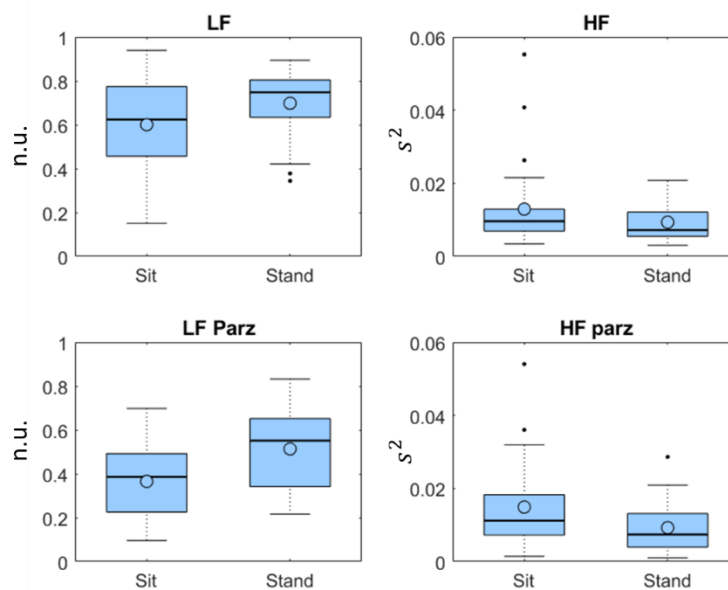 LF
n.u.
1
0.8
0.6
0.4
0.2
0
Sit Stand
HF
s²
0.06
0.04
0.02
0
Sit Stand
LF Parz
n.u.
1
0.8
0.6
0.4
0.2
0
Sit Stand
HF parz
s²
0.06
0.04
0.02
0
Sit Stand